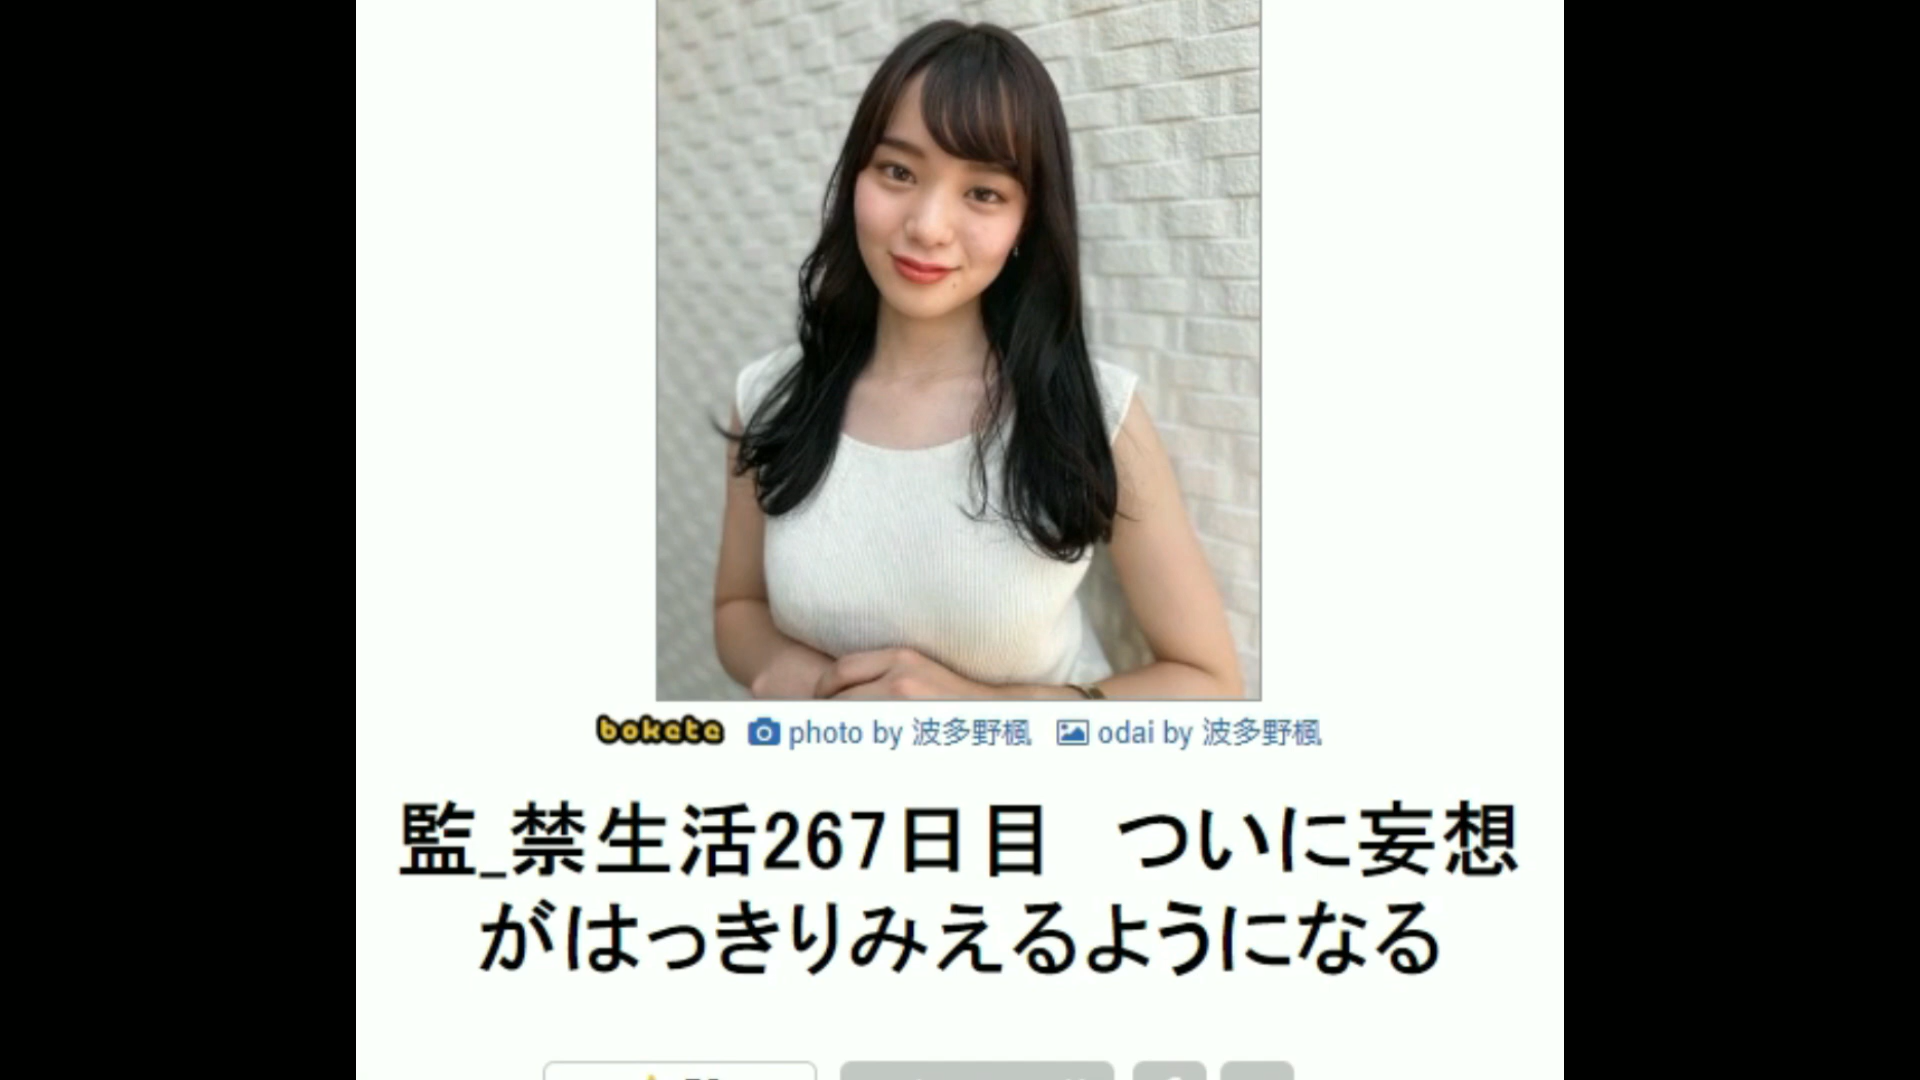 bokete photo by 波多野楓 odai by 波多野楓
監_禁生活267日目　ついに妄想
がはっきりみえるようになる